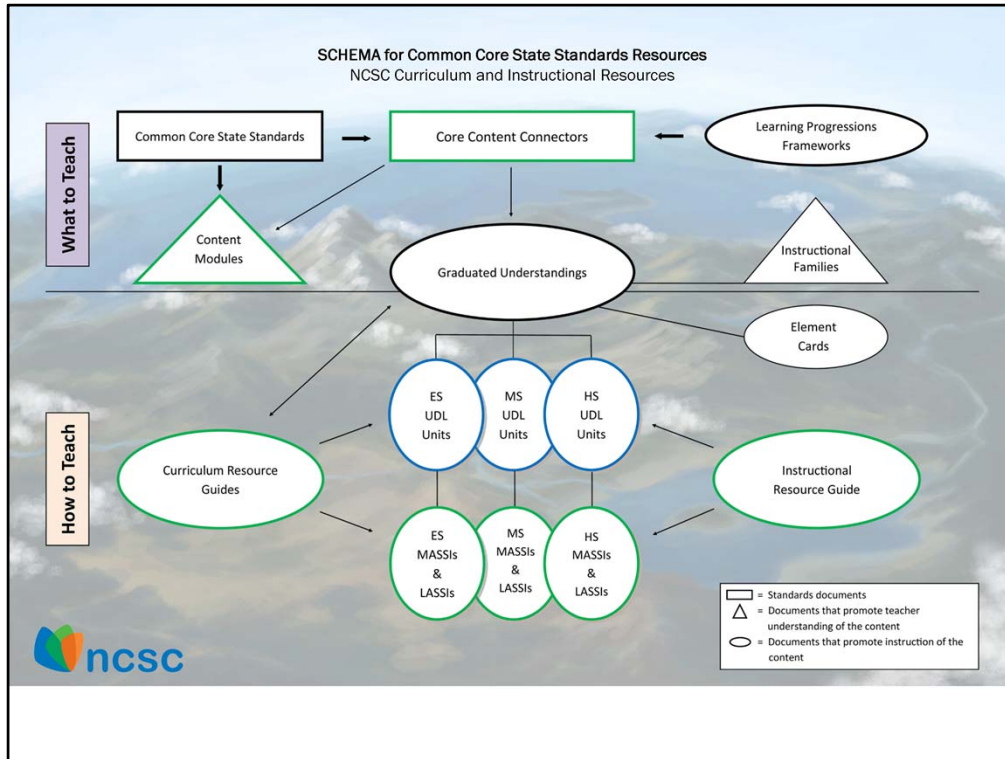 SCHEMA for Common Core State Standards Resources
NCSC Curriculum and Instructional Resources
What to Teach
Common Core State Standards
Core Content Connectors
Learning Progressions
Frameworks
Content
Modules
Graduated Understandings
Instructional
Families
Element
Cards
How to Teach
ES
UDL
Units
MS
UDL
Units
HS
UDL
Units
Curriculum Resource
Guides
Instructional
Resource Guide
ES
MASSIs
&
LASSIs
MS
MASSIs
&
LASSIs
HS
MASSIs
&
LASSIs
= Standards documents
= Documents that promote teacher
understanding of the content
= Documents that promote instruction of the
content
ncsc